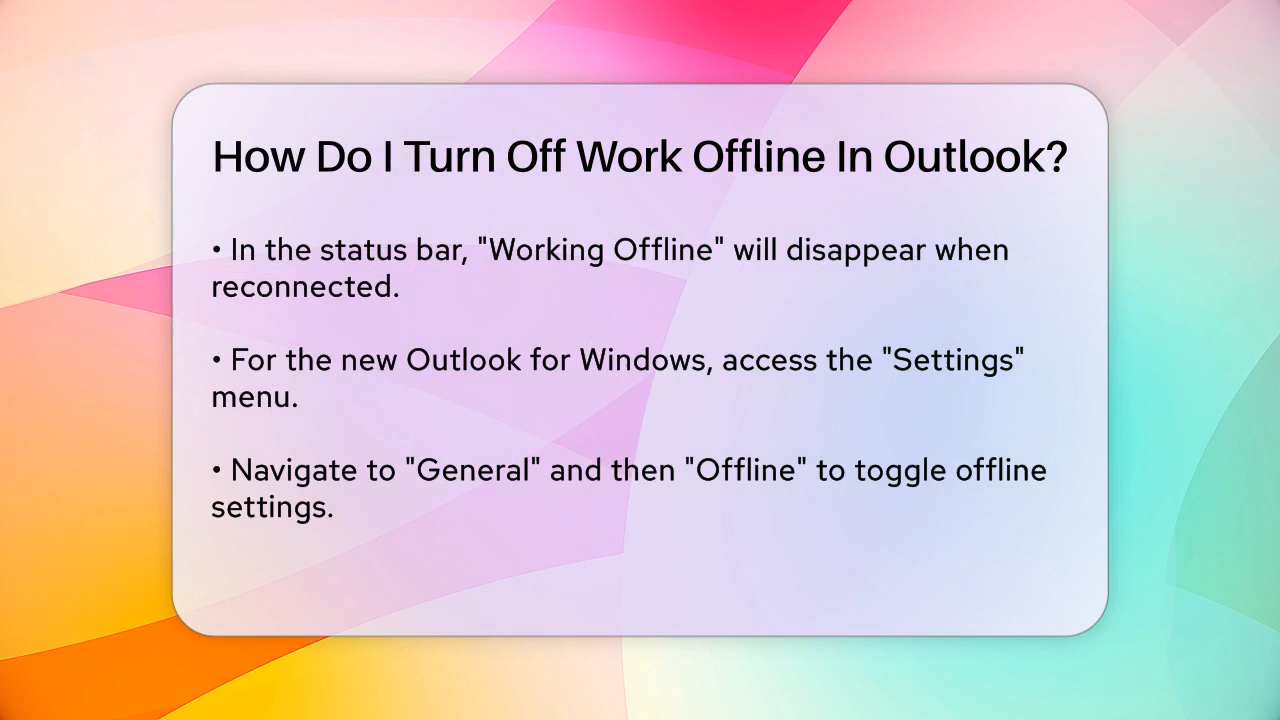 How Do I Turn Off Work Offline In Outlook?
• In the status bar, "Working Offline" will disappear when
reconnected.
• For the new Outlook for Windows, access the "Settings"
menu.
• Navigate to "General" and then "Offline" to toggle offline
settings.